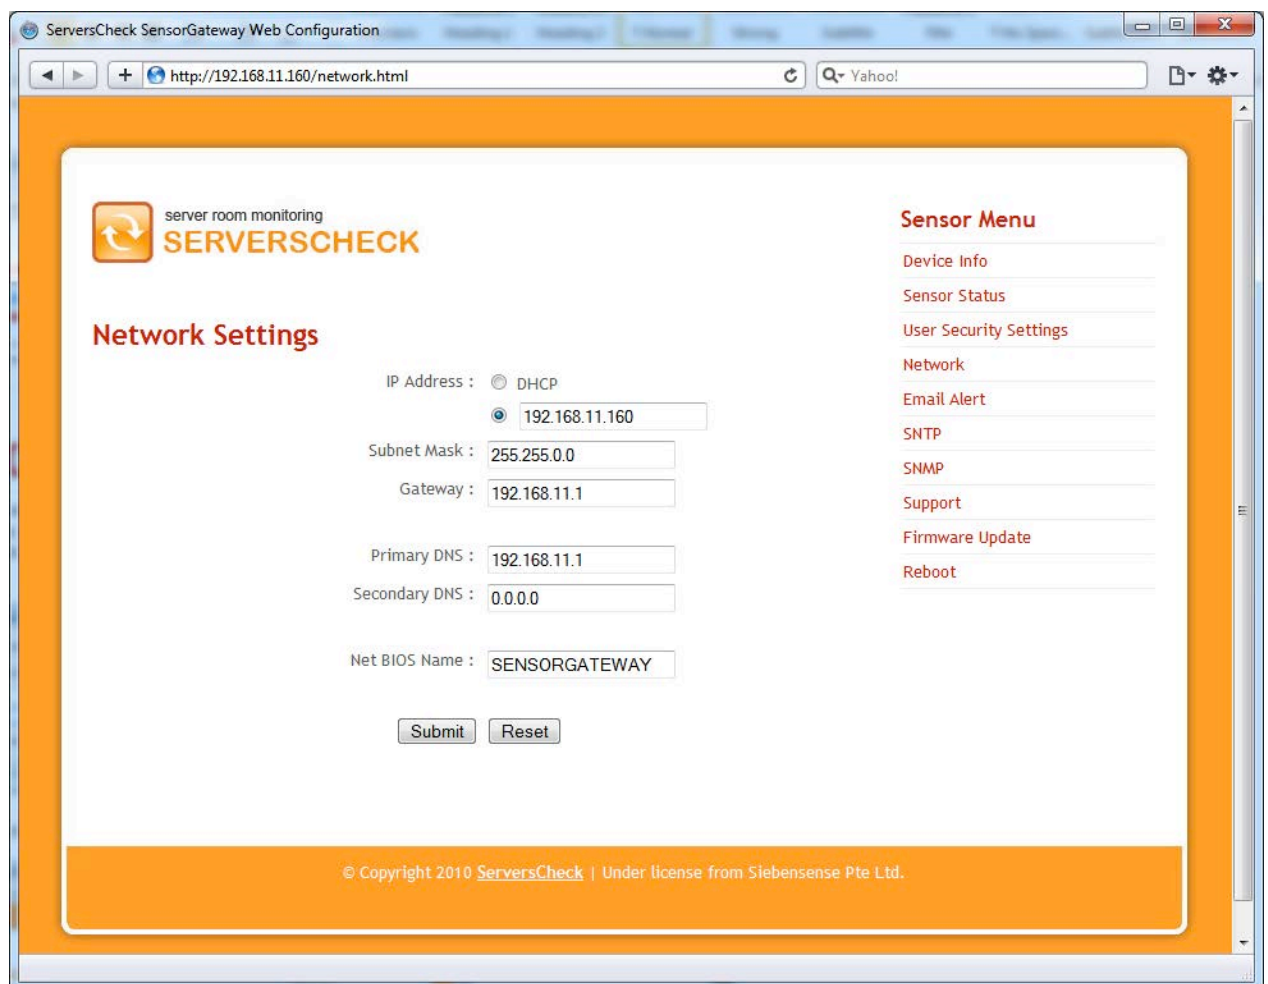 ServersCheck SensorGateway Web Configuration
http://192.168.11.160/network.html
Yahoo!
server room monitoring
SERVERSCHECK
Network Settings
IP Address :
DHCP
192.168.11.160
Subnet Mask :
255.255.0.0
Gateway :
192.168.11.1
Primary DNS :
192.168.11.1
Secondary DNS :
0.0.0.0
Net BIOS Name :
SENSORGATEWAY
Submit
Reset
Sensor Menu
Device Info
Sensor Status
User Security Settings
Network
Email Alert
SNTP
SNMP
Support
Firmware Update
Reboot
© Copyright 2010 ServersCheck | Under license from Siebensense Pte Ltd.